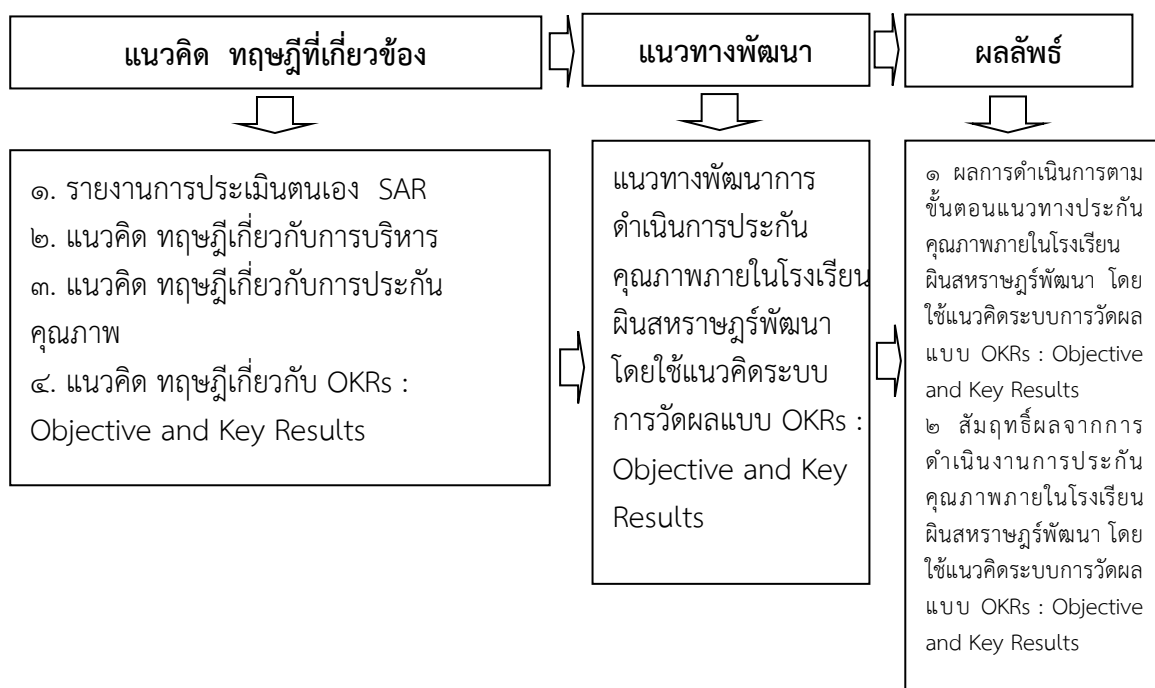 แนวคิด ทฤษฎีที่เกี่ยวข้อง
แนวทางพัฒนา
ผลลัพธ์
๑. รายงานการประเมินตนเอง SAR
๒. แนวคิด ทฤษฎีเกี่ยวกับการบริหาร
๓. แนวคิด ทฤษฎีเกี่ยวกับการประกัน
คุณภาพ
๔. แนวคิด ทฤษฎีเกี่ยวกับ OKRs :
Objective and Key Results
แนวทางพัฒนาการ
ดำเนินการประกัน
คุณภาพภายในโรงเรียน
ผินสหราษฎร์พัฒนา
โดยใช้แนวคิดระบบ
การวัดผลแบบ OKRs :
Objective and Key
Results
๑ ผลการดำเนินการตาม
ขั้นตอนแนวทางประกัน
คุณภาพภายในโรงเรียน
ผินสหราษฎร์พัฒนา โดย
ใช้แนวคิดระบบการวัดผล
แบบ OKRs : Objective
and Key Results
๒ สัมฤทธิ์ผลจากการ
ดำเนินงานการประกัน
คุณภาพภายในโรงเรียน
ผินสหราษฎร์พัฒนา โดย
ใช้แนวคิดระบบการวัดผล
แบบ OKRs : Objective
and Key Results